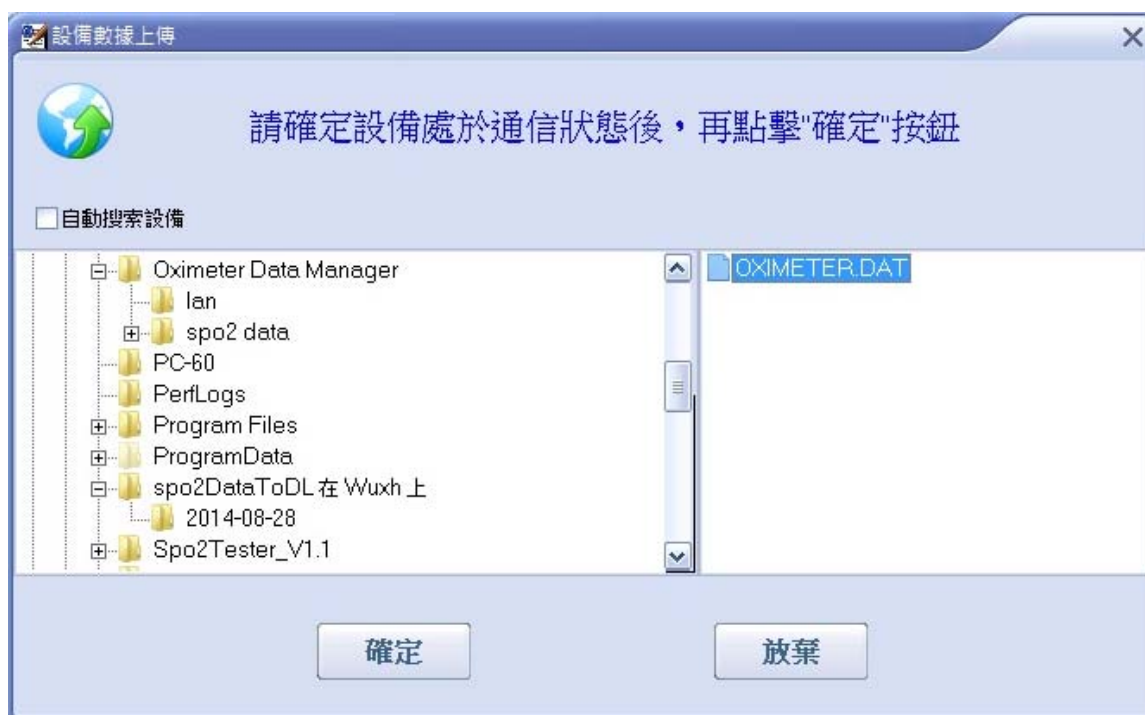 設備數據上傳
請確定設備處於通信狀態後，再點擊"確定"按鈕
自動搜索設備
Oximeter Data Manager
lan
spo2 data
PC-60
PerfLogs
Program Files
ProgramData
spo2DataToDL 在 Wuxh 上
2014-08-28
Spo2Tester_V1.1
OXIMETER.DAT
確定
放棄